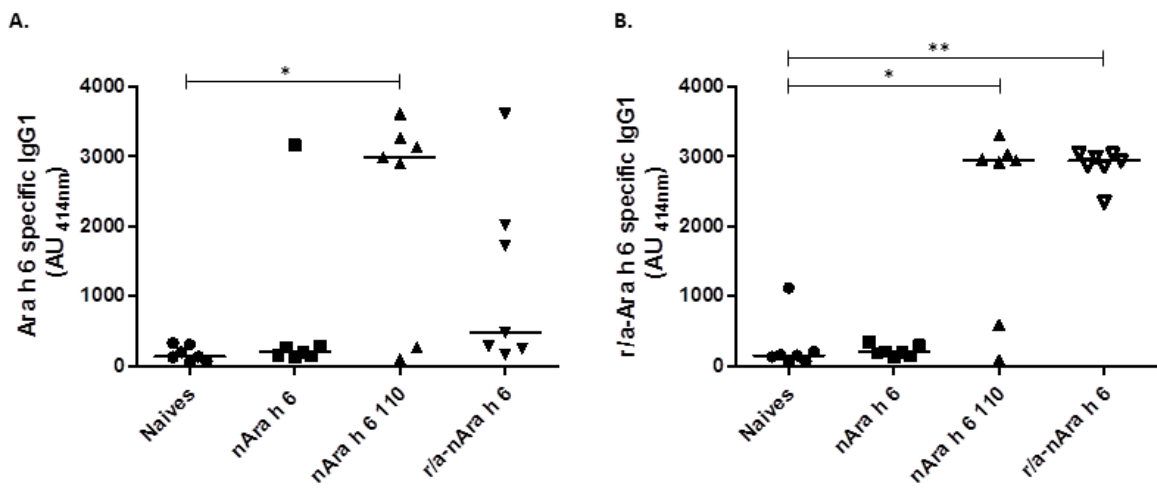 A.
*
Ara h 6 specific IgG1
(AU 414nm)
4000
3000
2000
1000
0
Naives
nAra h 6
nAra h 6 110
r/a-nAra h 6
B.
**
*
r/a-Ara h 6 specific IgG1
(AU 414nm)
4000
3000
2000
1000
0
Naives
nAra h 6
nAra h 6 110
r/a-nAra h 6